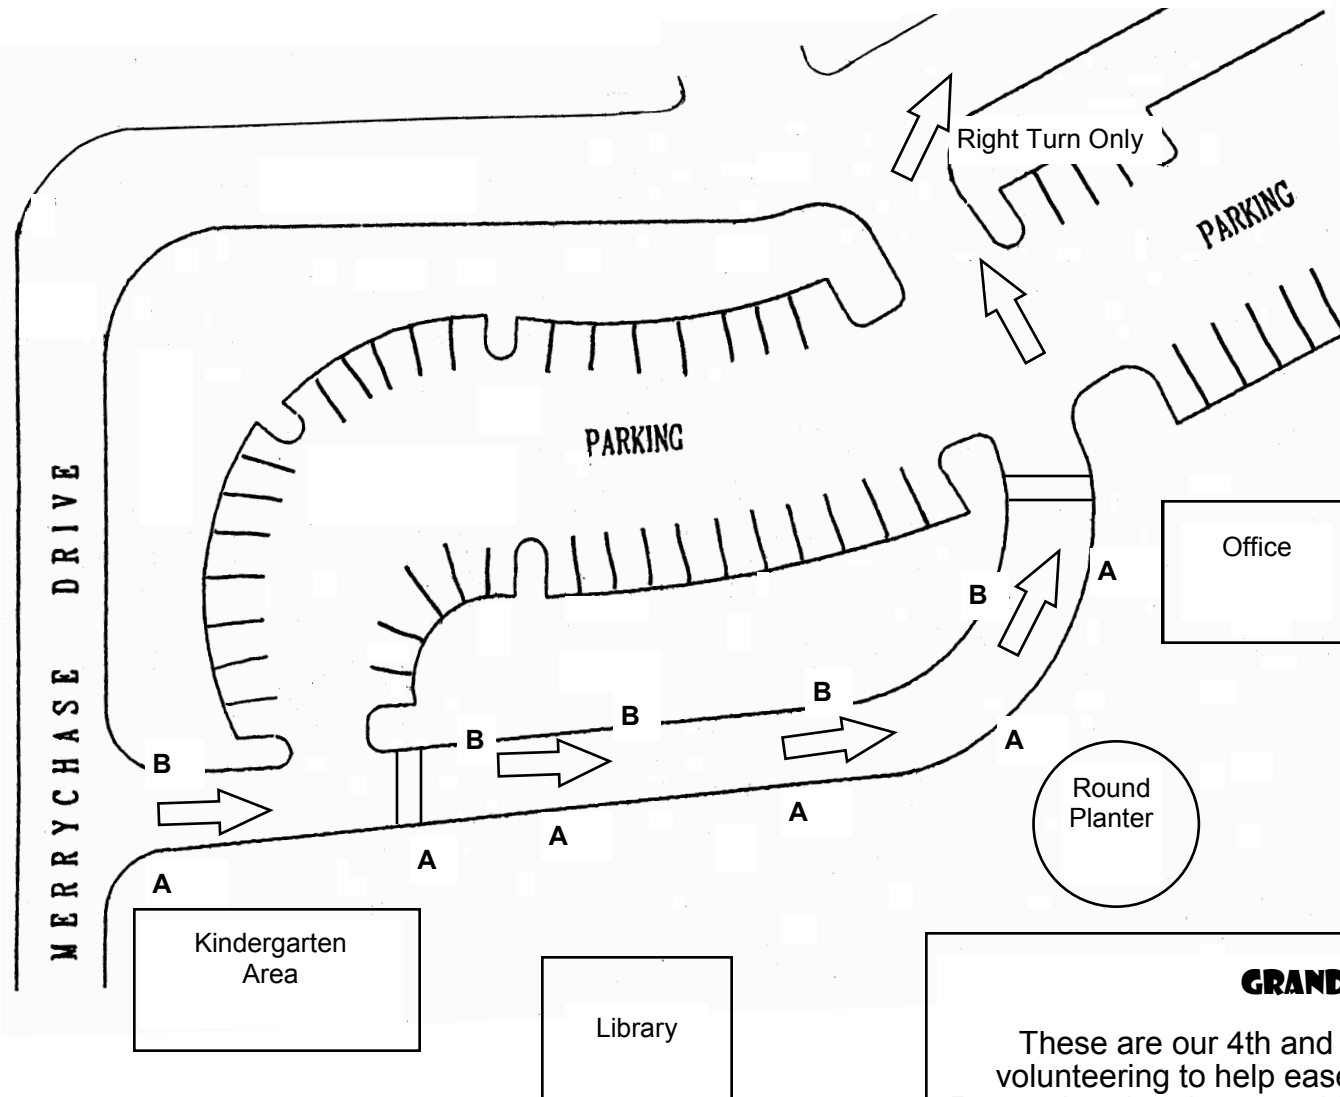 Right Turn Only
PARKING
PARKING
MERRYCHASE DRIVE
Office
A
B
B
B
B
A
B
A
A
A
A
Round
Planter
Kindergarten
Area
Library
GRAND
These are our 4th and
volunteering to help ease